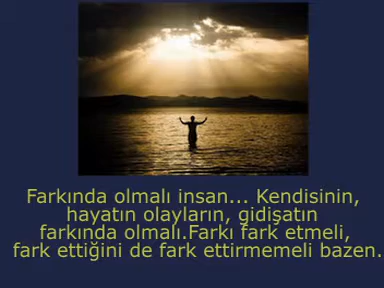 Farkında olmalı insan... Kendisinin,
hayatın olayların, gidişatın
farkında olmalı.Farkı fark etmeli,
fark ettiğini de fark ettirmemeli bazen.